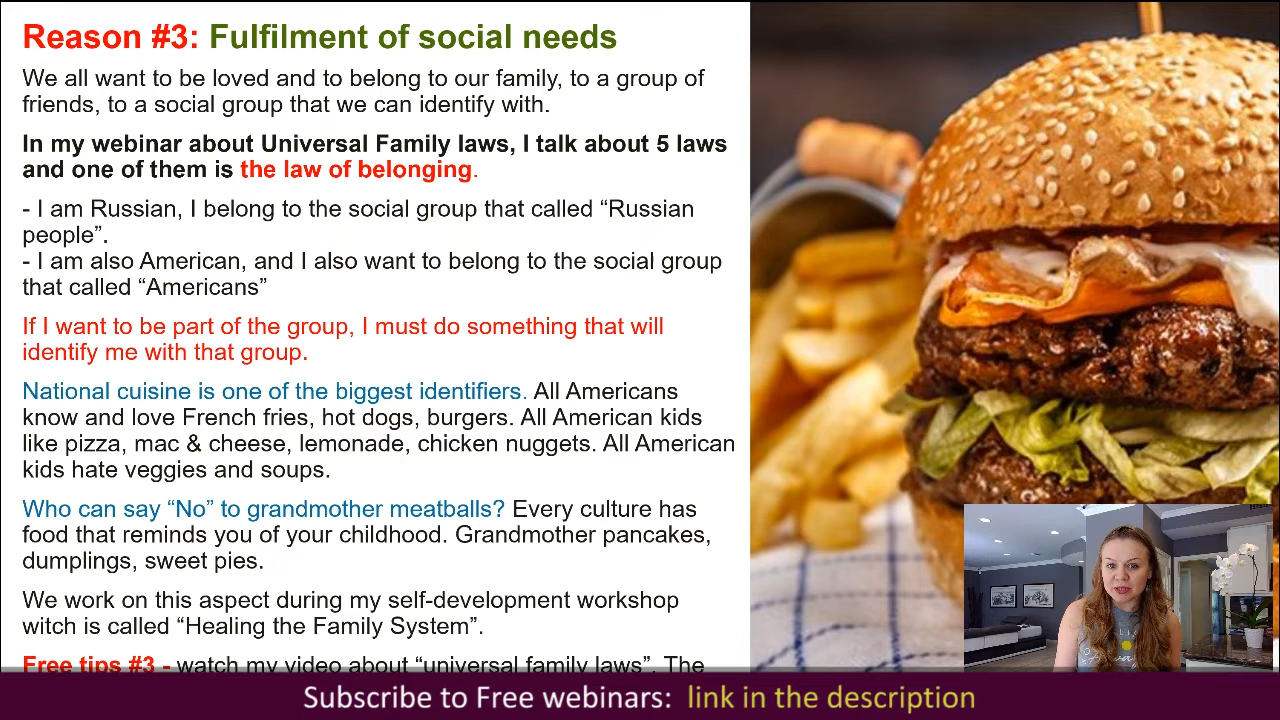 Reason #3: Fulfilment of social needs
We all want to be loved and to belong to our family, to a group of
friends, to a social group that we can identify with.
In my webinar about Universal Family laws, I talk about 5 laws
and one of them is the law of belonging.
- I am Russian, I belong to the social group that called “Russian
people”.
- I am also American, and I also want to belong to the social group
that called “Americans”
If I want to be part of the group, I must do something that will
identify me with that group.
National cuisine is one of the biggest identifiers. All Americans
know and love French fries, hot dogs, burgers. All American kids
like pizza, mac & cheese, lemonade, chicken nuggets. All American
kids hate veggies and soups.
Who can say “No” to grandmother meatballs? Every culture has
food that reminds you of your childhood. Grandmother pancakes,
dumplings, sweet pies.
We work on this aspect during my self-development workshop
witch is called “Healing the Family System”.
Free tips #3 - watch my video about “universal family laws”. The
Subscribe to Free webinars: link in the description